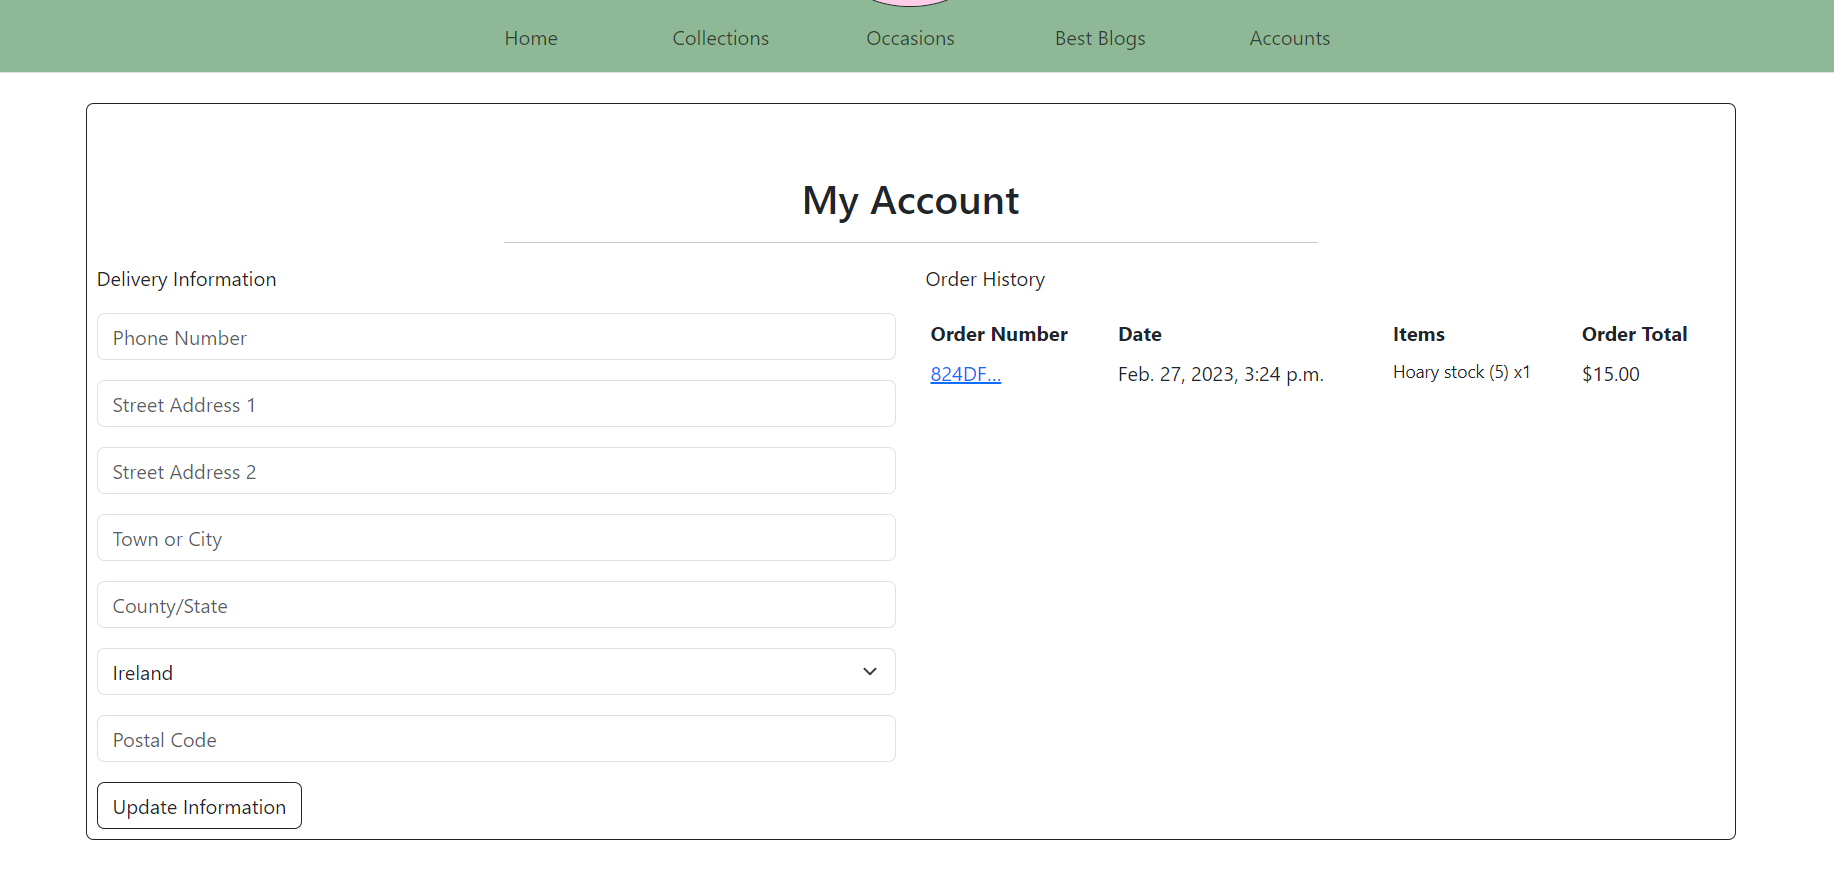 Home Collections Occasions Best Blogs Accounts
My Account
Delivery Information
Phone Number
Street Address 1
Street Address 2
Town or City
County/State
Ireland
Postal Code
Update Information
Order History
Order Number Date Items Order Total
824DF... Feb. 27, 2023, 3:24 p.m. Hoary stock (5) x1 $15.00